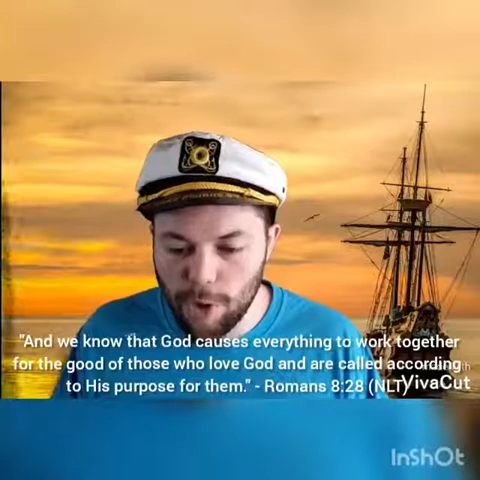 "And we know that God causes everything to work together
for the good of those who love God and are called according
to His purpose for them." - Romans 8:28 (NLT)
VivaCut
InShOt